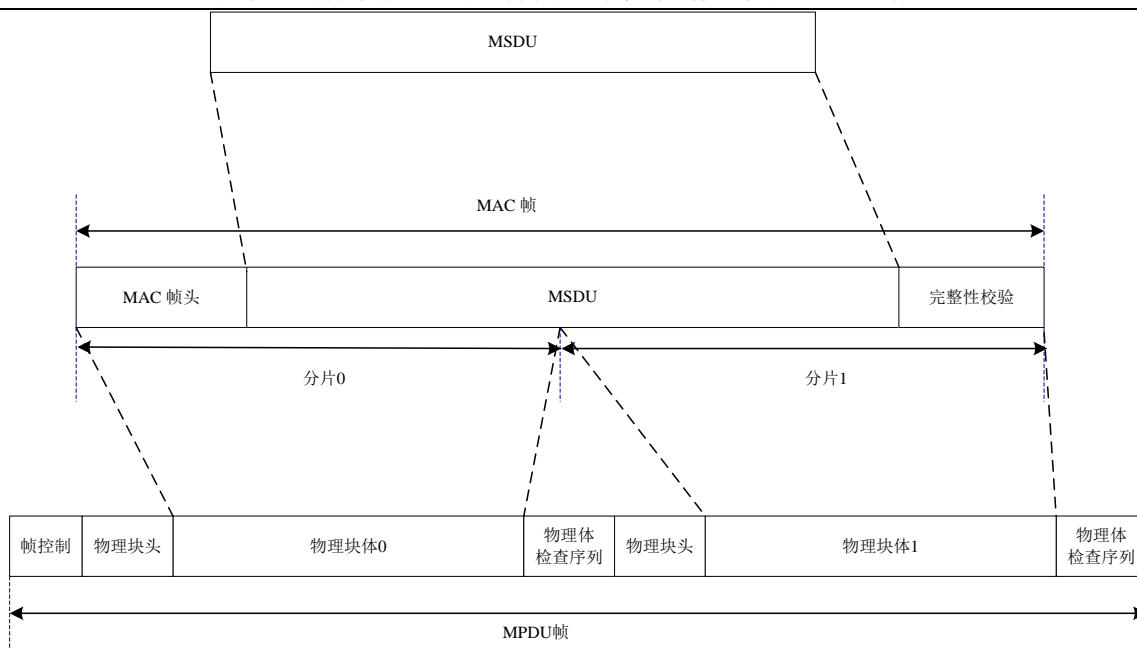 MSDU
MAC 帧
MAC 帧头
MSDU
完整性校验
分片0
分片1
帧控制
物理块头
物理块体0
物理体
检查序列
物理块头
物理块体1
物理体
检查序列
MPDU帧